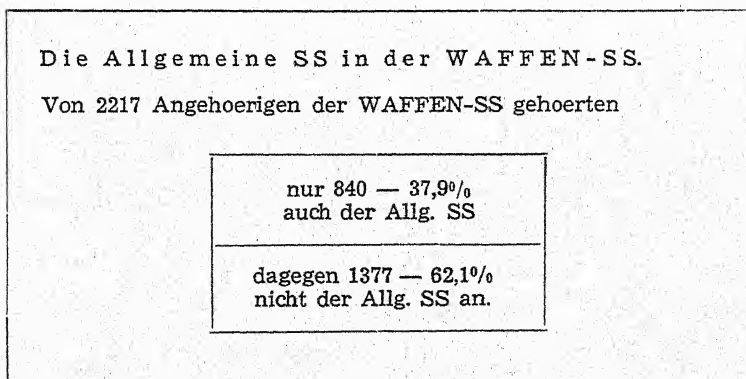 Die Allgemeine SS in der WAFFEN-SS.
Von 2217 Angehoerigen der WAFFEN-SS gehoerten
nur 840 — 37,9%
auch der Allg. SS
dagegen 1377 — 62,1%
nicht der Allg. SS an.